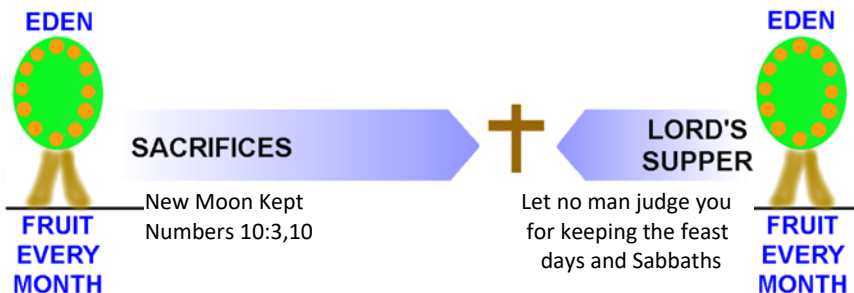 EDEN
EDEN
SACRIFICES
LORD'S
SUPPER
New Moon Kept
Numbers 10:3,10
Let no man judge you
for keeping the feast
days and Sabbaths
FRUIT
EVERY
MONTH
FRUIT
EVERY
MONTH